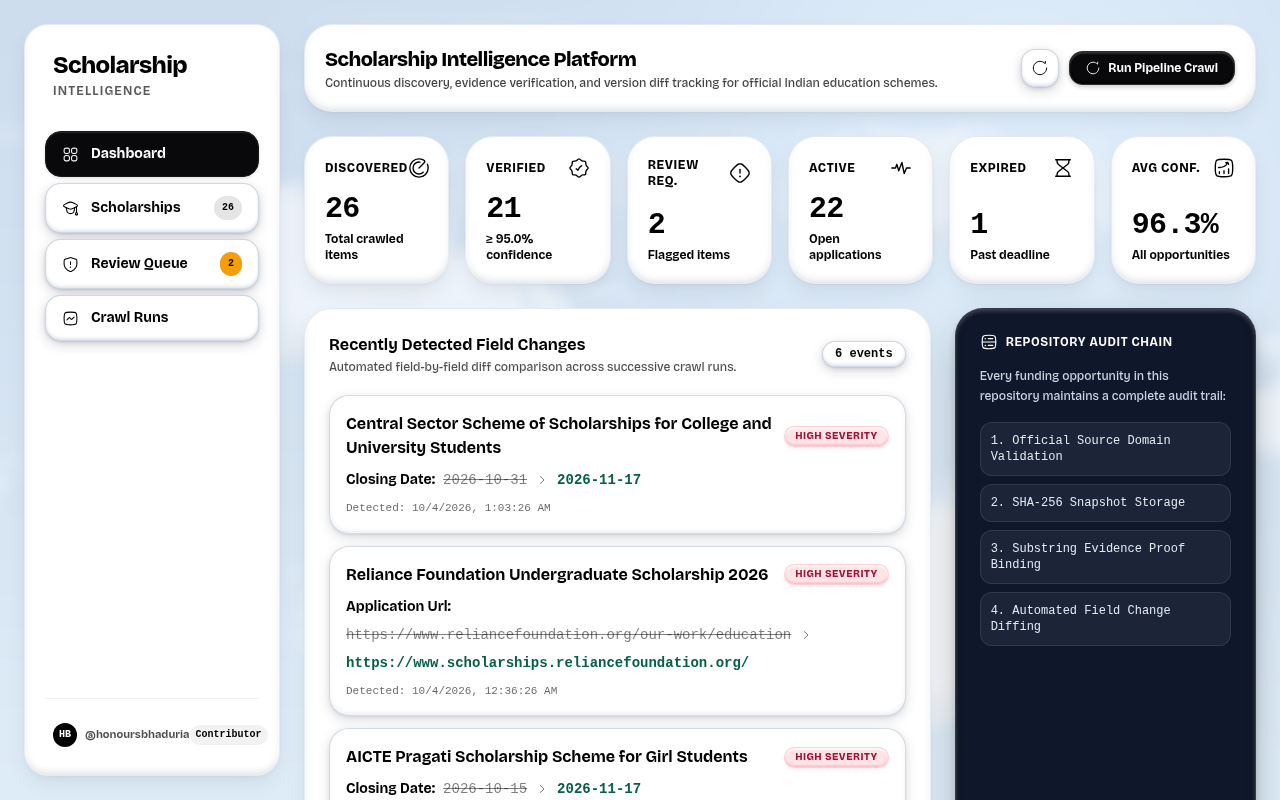 Scholarship
INTELLIGENCE
Dashboard
Scholarships 26
Review Queue 2
Crawl Runs
HB @honoursbhaduria Contributor
Scholarship Intelligence Platform
Continuous discovery, evidence verification, and version diff tracking for official Indian education schemes.
Run Pipeline Crawl
DISCOVERED
26
Total crawled
items
VERIFIED
21
≥ 95.0%
confidence
REVIEW
REQ.
2
Flagged items
ACTIVE
22
Open
applications
EXPIRED
1
Past deadline
AVG CONF.
96.3%
All opportunities
Recently Detected Field Changes
Automated field-by-field diff comparison across successive crawl runs.
6 events
Central Sector Scheme of Scholarships for College and
University Students
HIGH SEVERITY
Closing Date: 2026-10-31 > 2026-11-17
Detected: 10/4/2026, 1:03:26 AM
Reliance Foundation Undergraduate Scholarship 2026
HIGH SEVERITY
Application Url:
https://www.reliancefoundation.org/our-work/education >
https://www.scholarships.reliancefoundation.org/
Detected: 10/4/2026, 12:36:26 AM
AICTE Pragati Scholarship Scheme for Girl Students
HIGH SEVERITY
Closing Date: 2026-10-15 > 2026-11-17
REPOSITORY AUDIT CHAIN
Every funding opportunity in this
repository maintains a complete audit trail:
1. Official Source Domain
Validation
2. SHA-256 Snapshot Storage
3. Substring Evidence Proof
Binding
4. Automated Field Change
Diffing